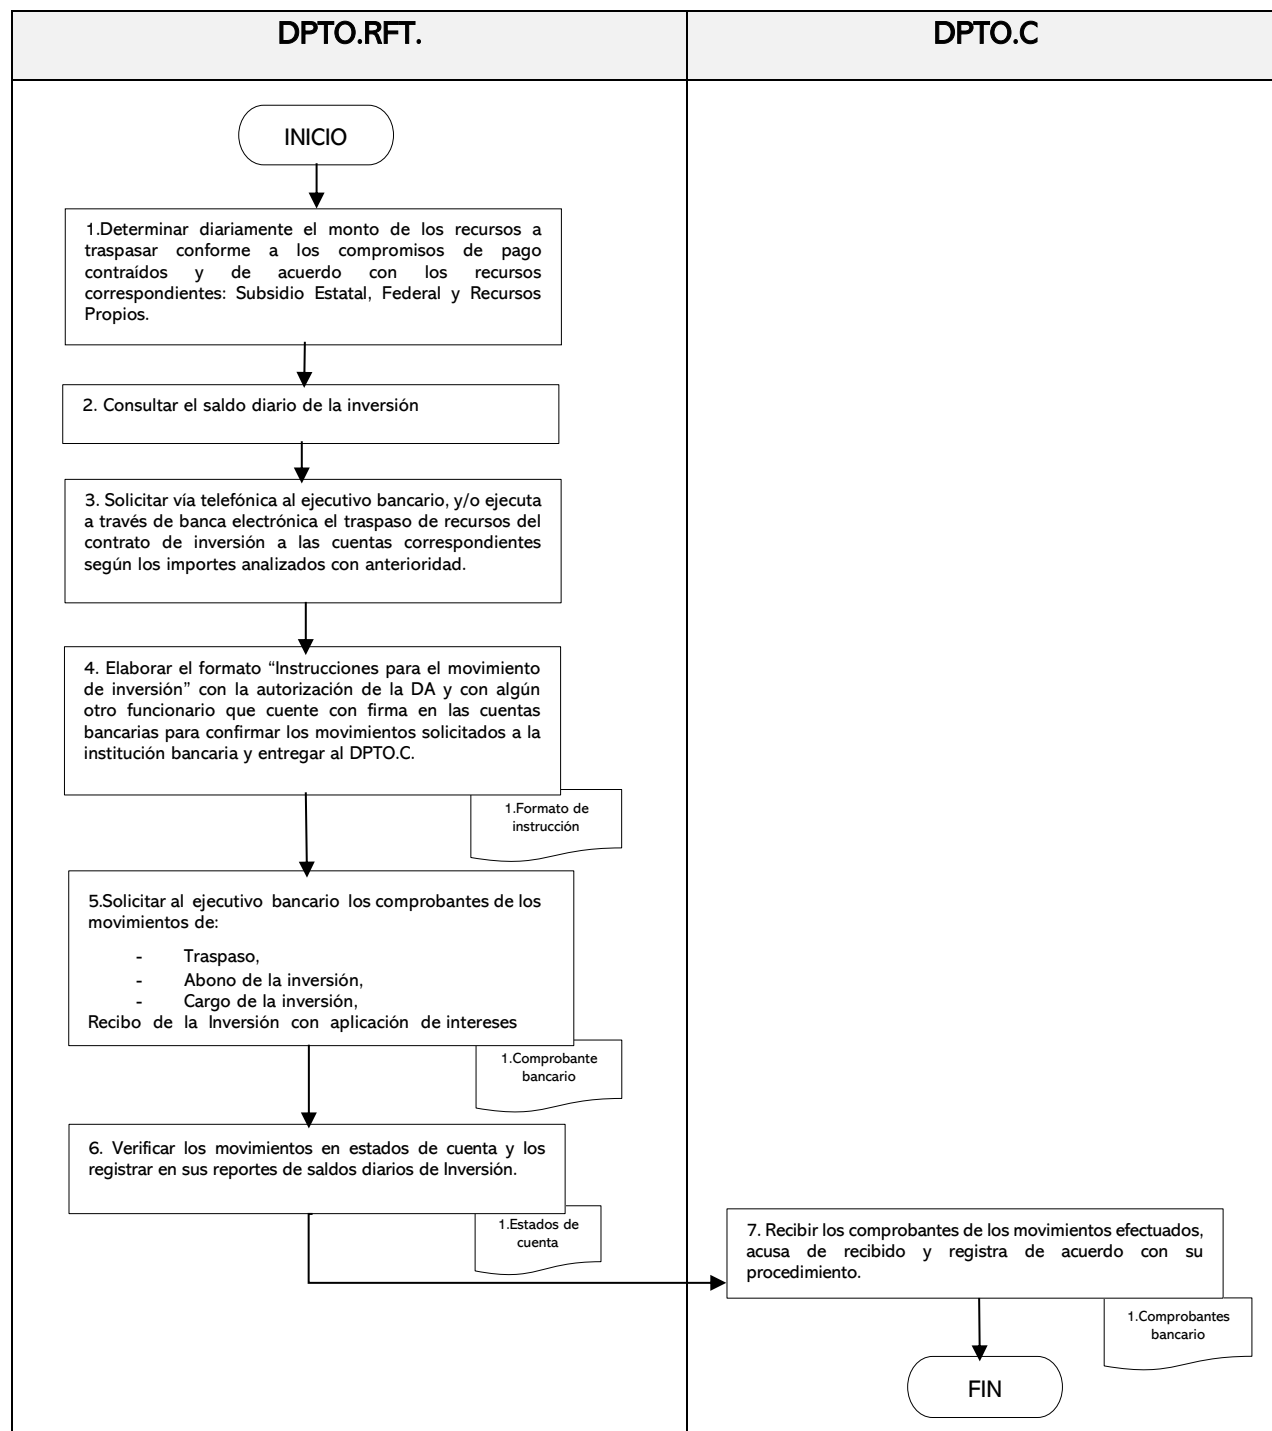 DPTO.RFT.
DPTO.C
INICIO
1.Determinar diariamente el monto de los recursos a
traspasar conforme a los compromisos de pago
contraídos y de acuerdo con los recursos
correspondientes: Subsidio Estatal, Federal y Recursos
Propios.
2. Consultar el saldo diario de la inversión
3. Solicitar vía telefónica al ejecutivo bancario, y/o ejecuta
a través de banca electrónica el traspaso de recursos del
contrato de inversión a las cuentas correspondientes
según los importes analizados con anterioridad.
4. Elaborar el formato “Instrucciones para el movimiento
de inversión” con la autorización de la DA y con algún
otro funcionario que cuente con firma en las cuentas
bancarias para confirmar los movimientos solicitados a la
institución bancaria y entregar al DPTO.C.
1.Formato de
instrucción
5.Solicitar al ejecutivo bancario los comprobantes de los
movimientos de:
- Traspaso,
- Abono de la inversión,
- Cargo de la inversión,
Recibo de la Inversión con aplicación de intereses
1.Comprobante
bancario
6. Verificar los movimientos en estados de cuenta y los
registrar en sus reportes de saldos diarios de Inversión.
1.Estados de
cuenta
7. Recibir los comprobantes de los movimientos efectuados,
acusa de recibido y registra de acuerdo con su
procedimiento.
1.Comprobantes
bancario
FIN